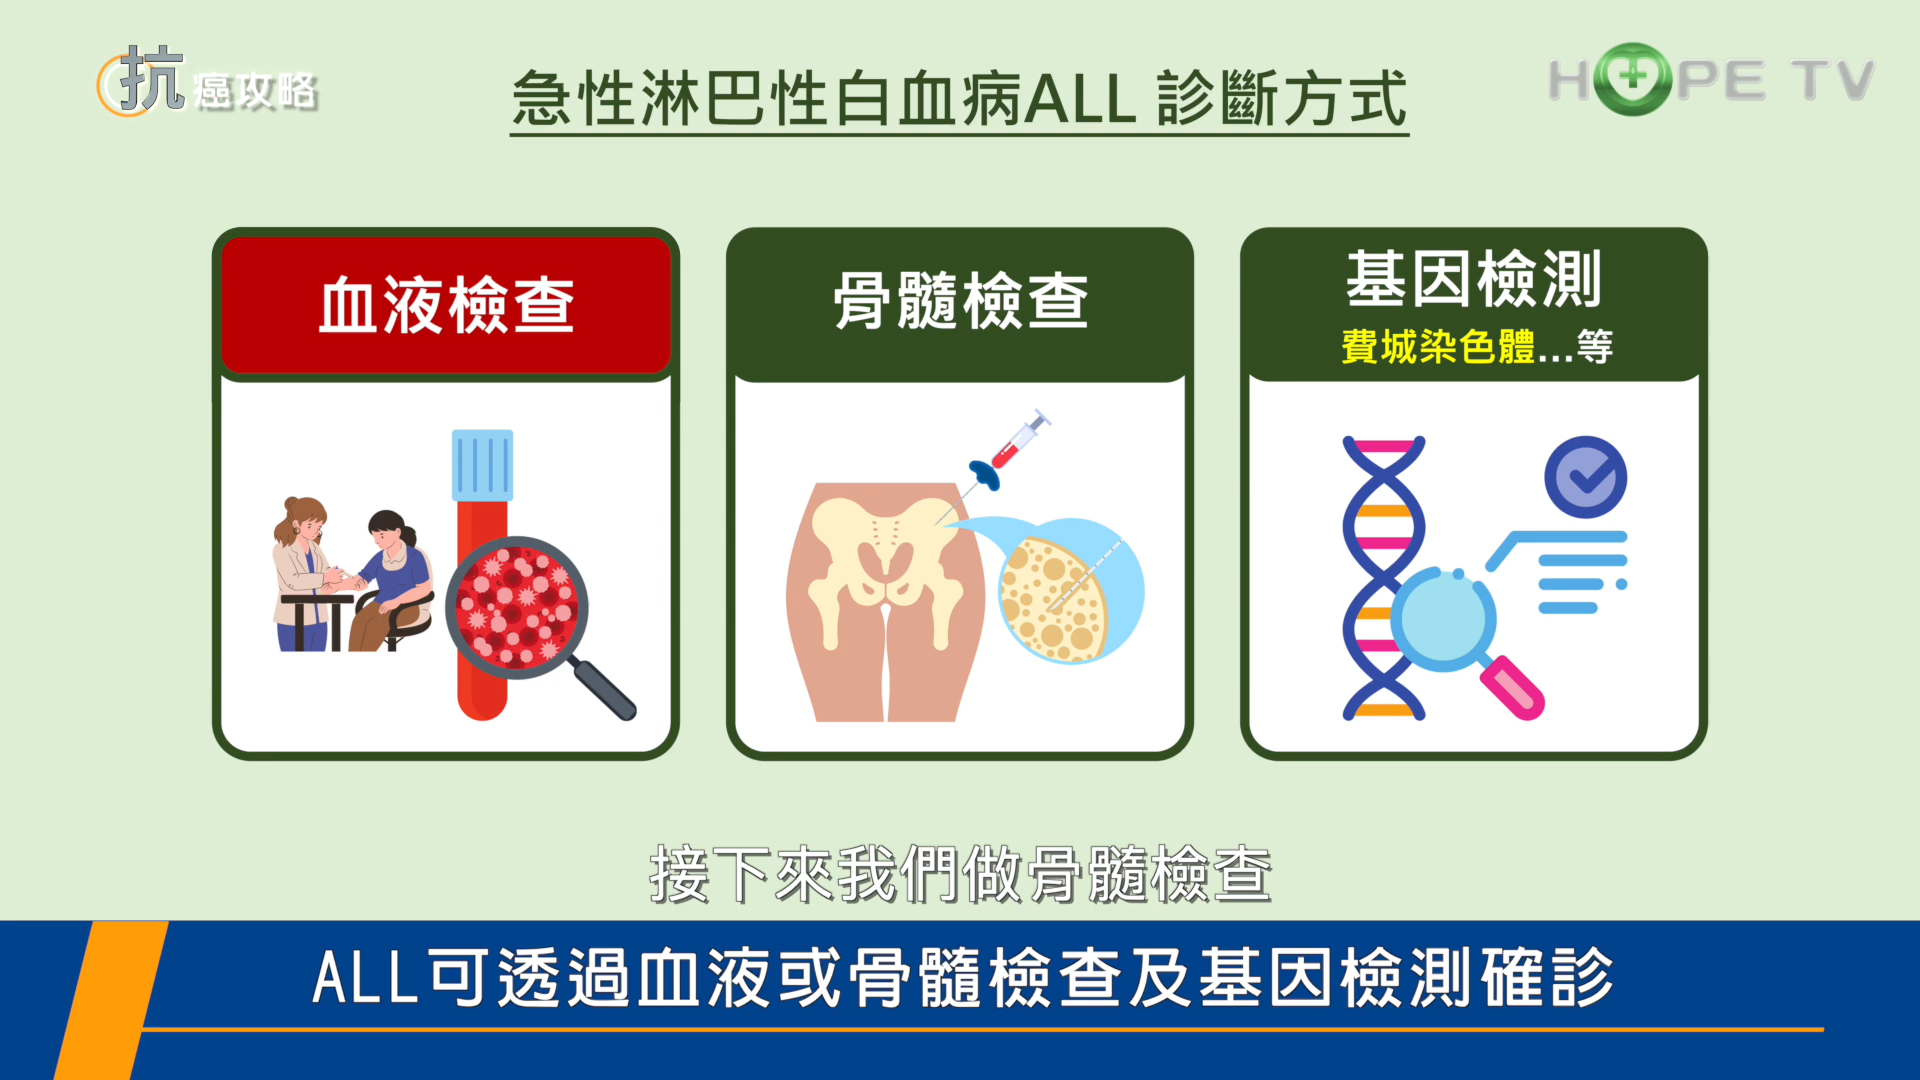 抗癌攻略
急性淋巴性白血病ALL 診斷方式
HOPE TV
血液檢查
骨髓檢查
基因檢測
費城染色體...等
接下來我們做骨髓檢查
ALL可透過血液或骨髓檢查及基因檢測確診